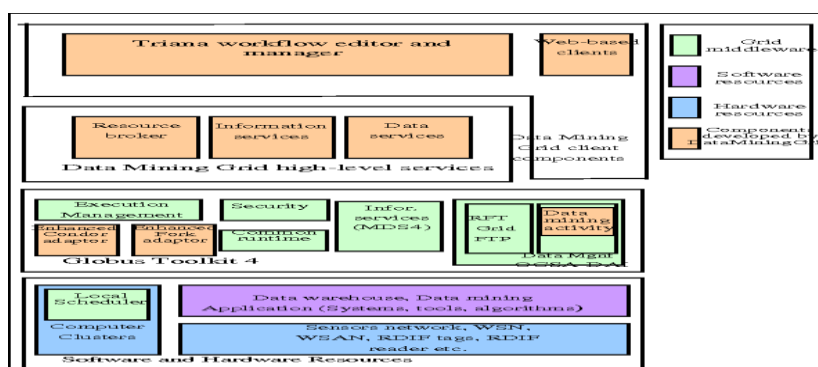 Triana workflow editor and
manager
Web-based
clients
Resource
broker
Information
services
Data
services
Data Mining Grid high-level services
Data Mining
Grid client
components
Execution
Management
Security
Infor.
services
(MDS4)
RFT
Grid
FTP
Data
mining
activity
Enhanced
Condor
adaptor
Enhanced
Fork
adaptor
Common
runtime
Globus Toolkit 4
Data Mgnt
OGSA-DAI
Local
Scheduler
Computer
Clusters
Data warehouse, Data mining
Application (Systems, tools, algorithms)
Sensors network, WSN,
WSAN, RDIF tags, RDIF
reader etc.
Software and Hardware Resources
Grid
middleware
Software
resources
Hardware
resources
Components
developed by
DataMiningGri